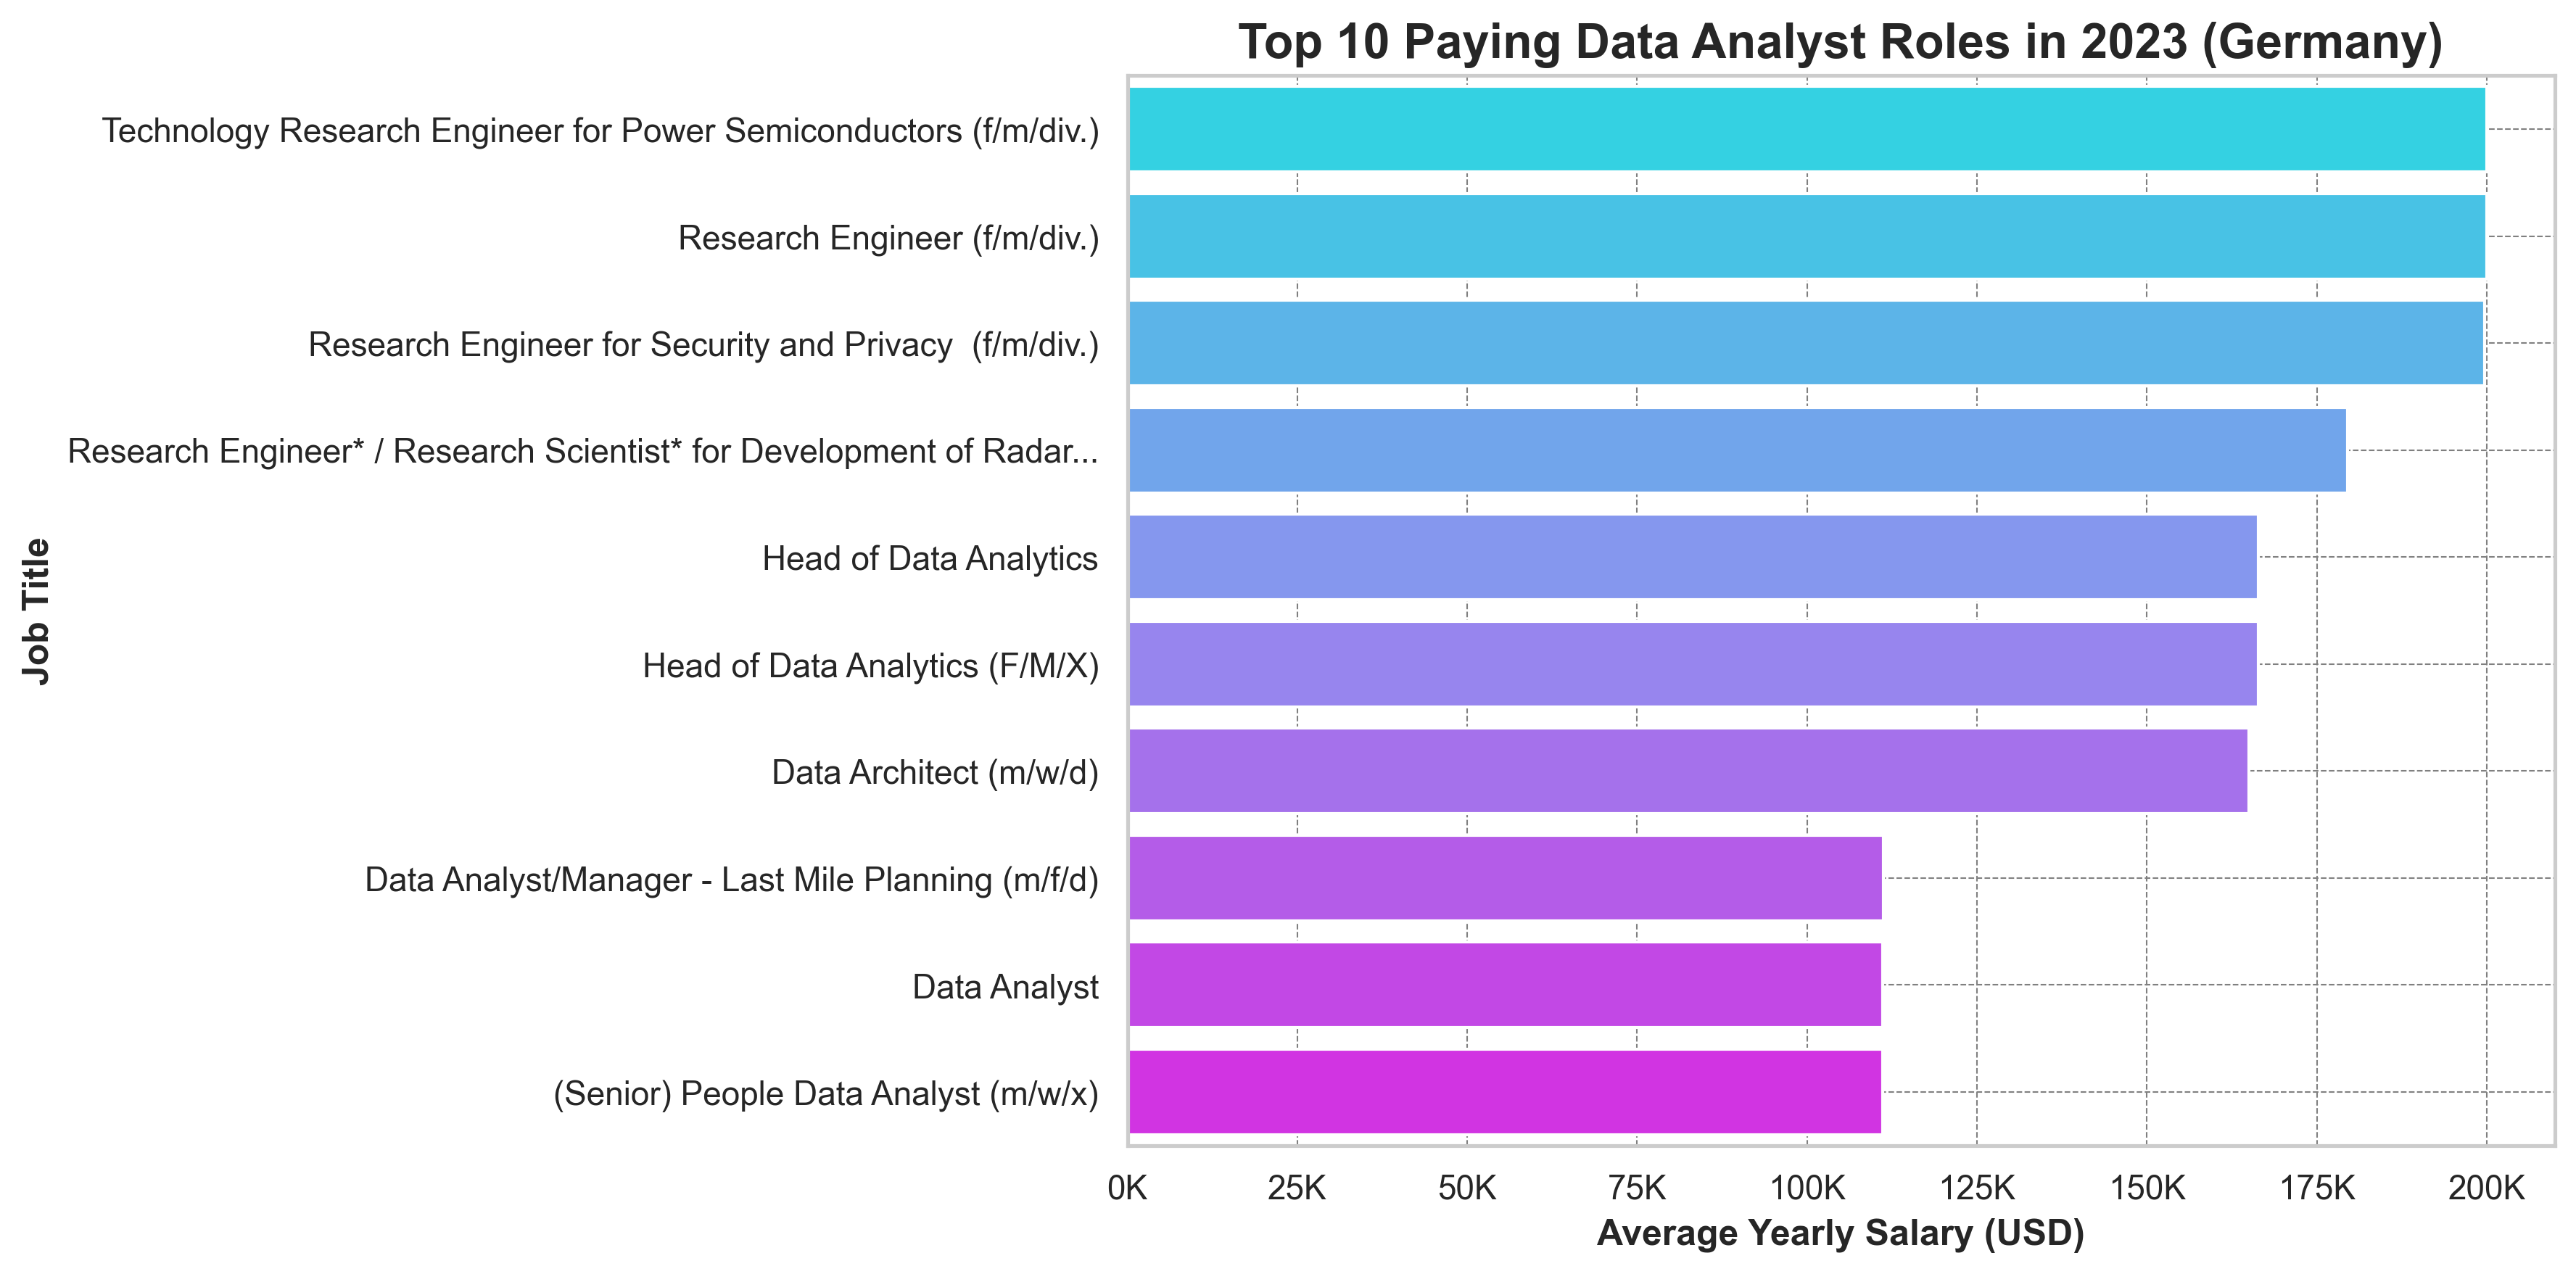 Top 10 Paying Data Analyst Roles in 2023 (Germany)
Job Title
Technology Research Engineer for Power Semiconductors (f/m/div.)
Research Engineer (f/m/div.)
Research Engineer for Security and Privacy  (f/m/div.)
Research Engineer* / Research Scientist* for Development of Radar...
Head of Data Analytics
Head of Data Analytics (F/M/X)
Data Architect (m/w/d)
Data Analyst/Manager - Last Mile Planning (m/f/d)
Data Analyst
(Senior) People Data Analyst (m/w/x)
0K 25K 50K 75K 100K 125K 150K 175K 200K
Average Yearly Salary (USD)